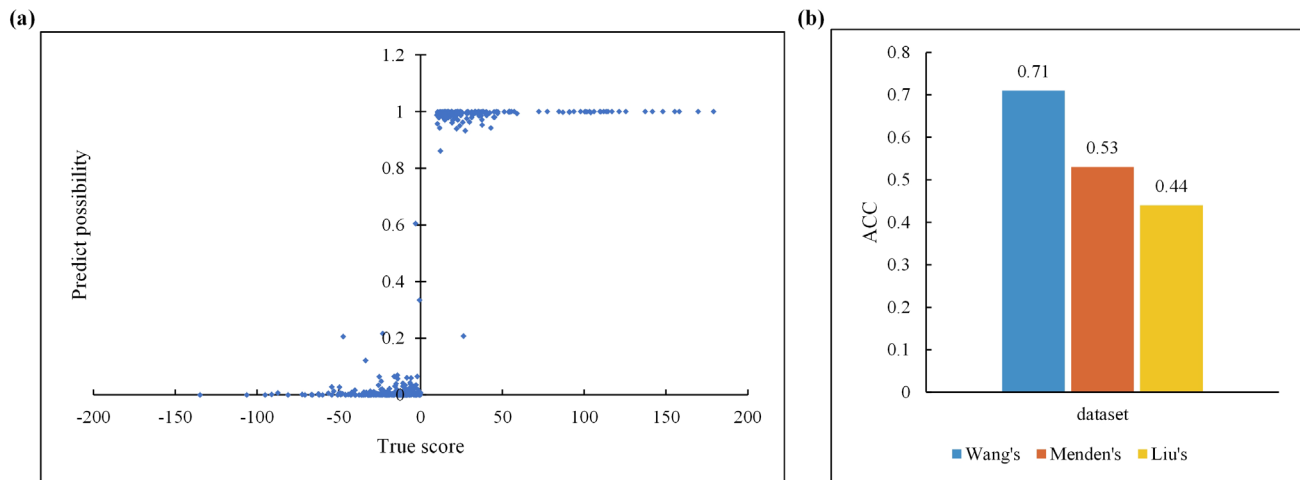 (a)
1.2
1
0.8
0.6
0.4
0.2
0
-200 -150 -100 -50 0 50 100 150 200
Predict possibility
True score
(b)
0.8
0.7
0.6
0.5
0.4
0.3
0.2
0.1
0
ACC
0.71
0.53
0.44
dataset
Wang's Menden's Liu's